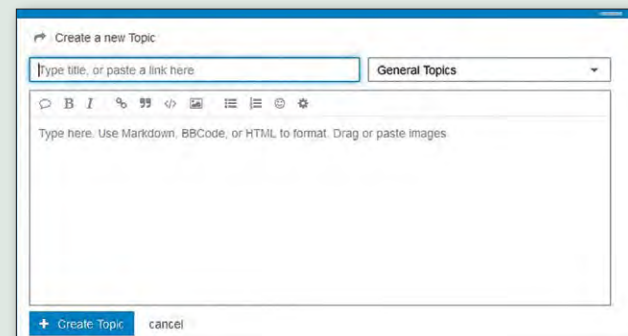 Create a new Topic
Type title, or paste a link here
General Topics
B I
Type here. Use Markdown, BBCode, or HTML to format. Drag or paste images
+ Create Topic cancel